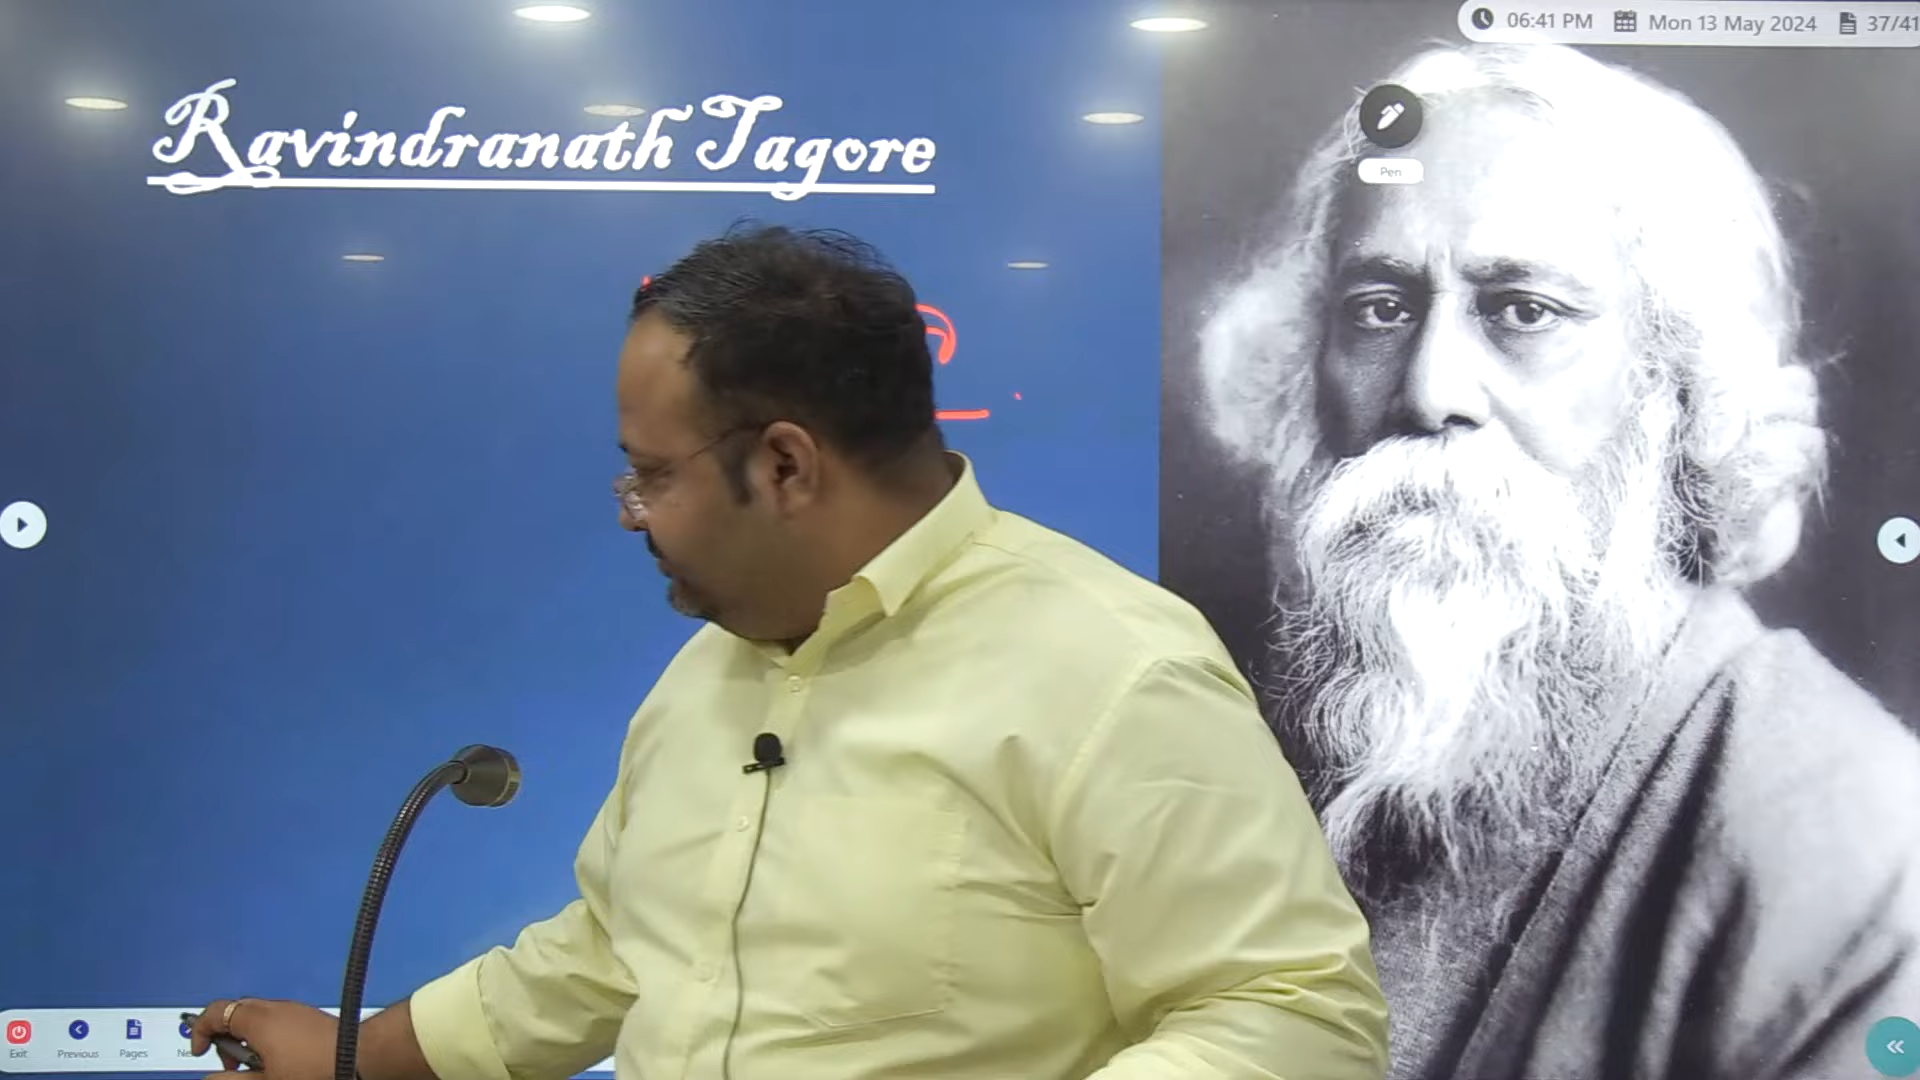 06:41 PM Mon 13 May 2024 37/41
Ravindranath Tagore
Pen
Exit Previous Pages